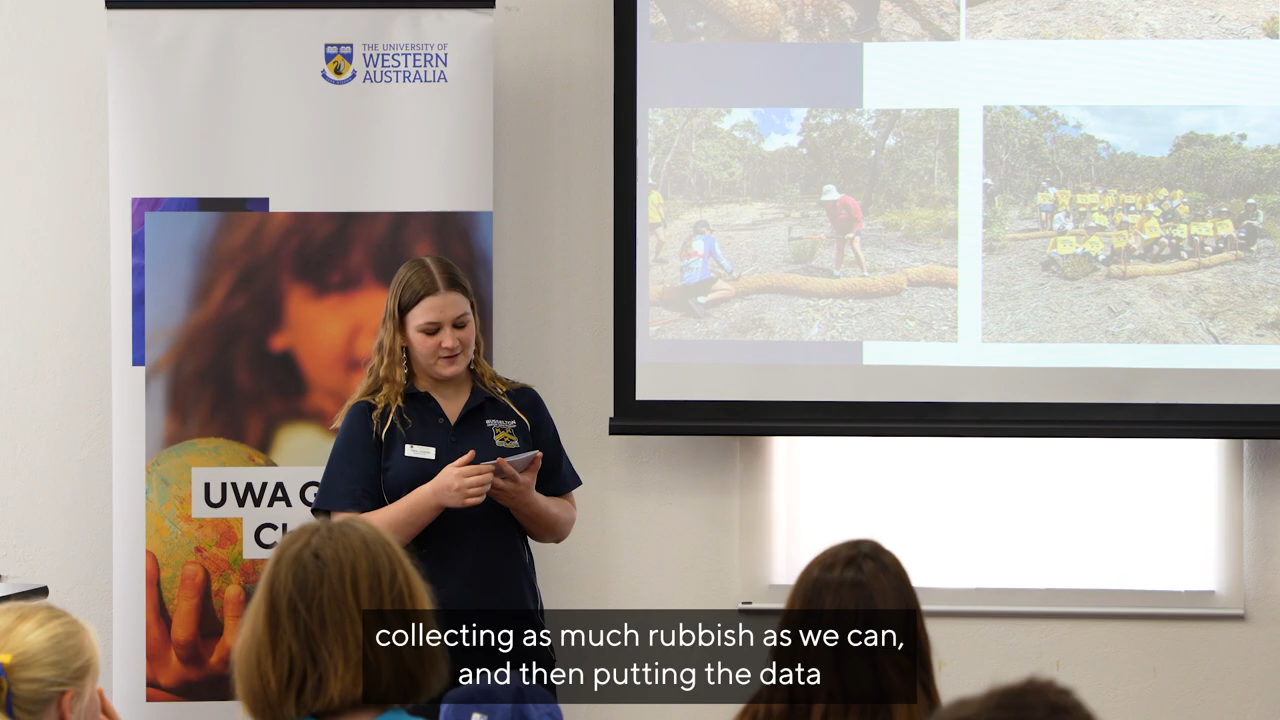 THE UNIVERSITY OF
WESTERN
AUSTRALIA
UWA G
CL
BUSSELTON
collecting as much rubbish as we can,
and then putting the data